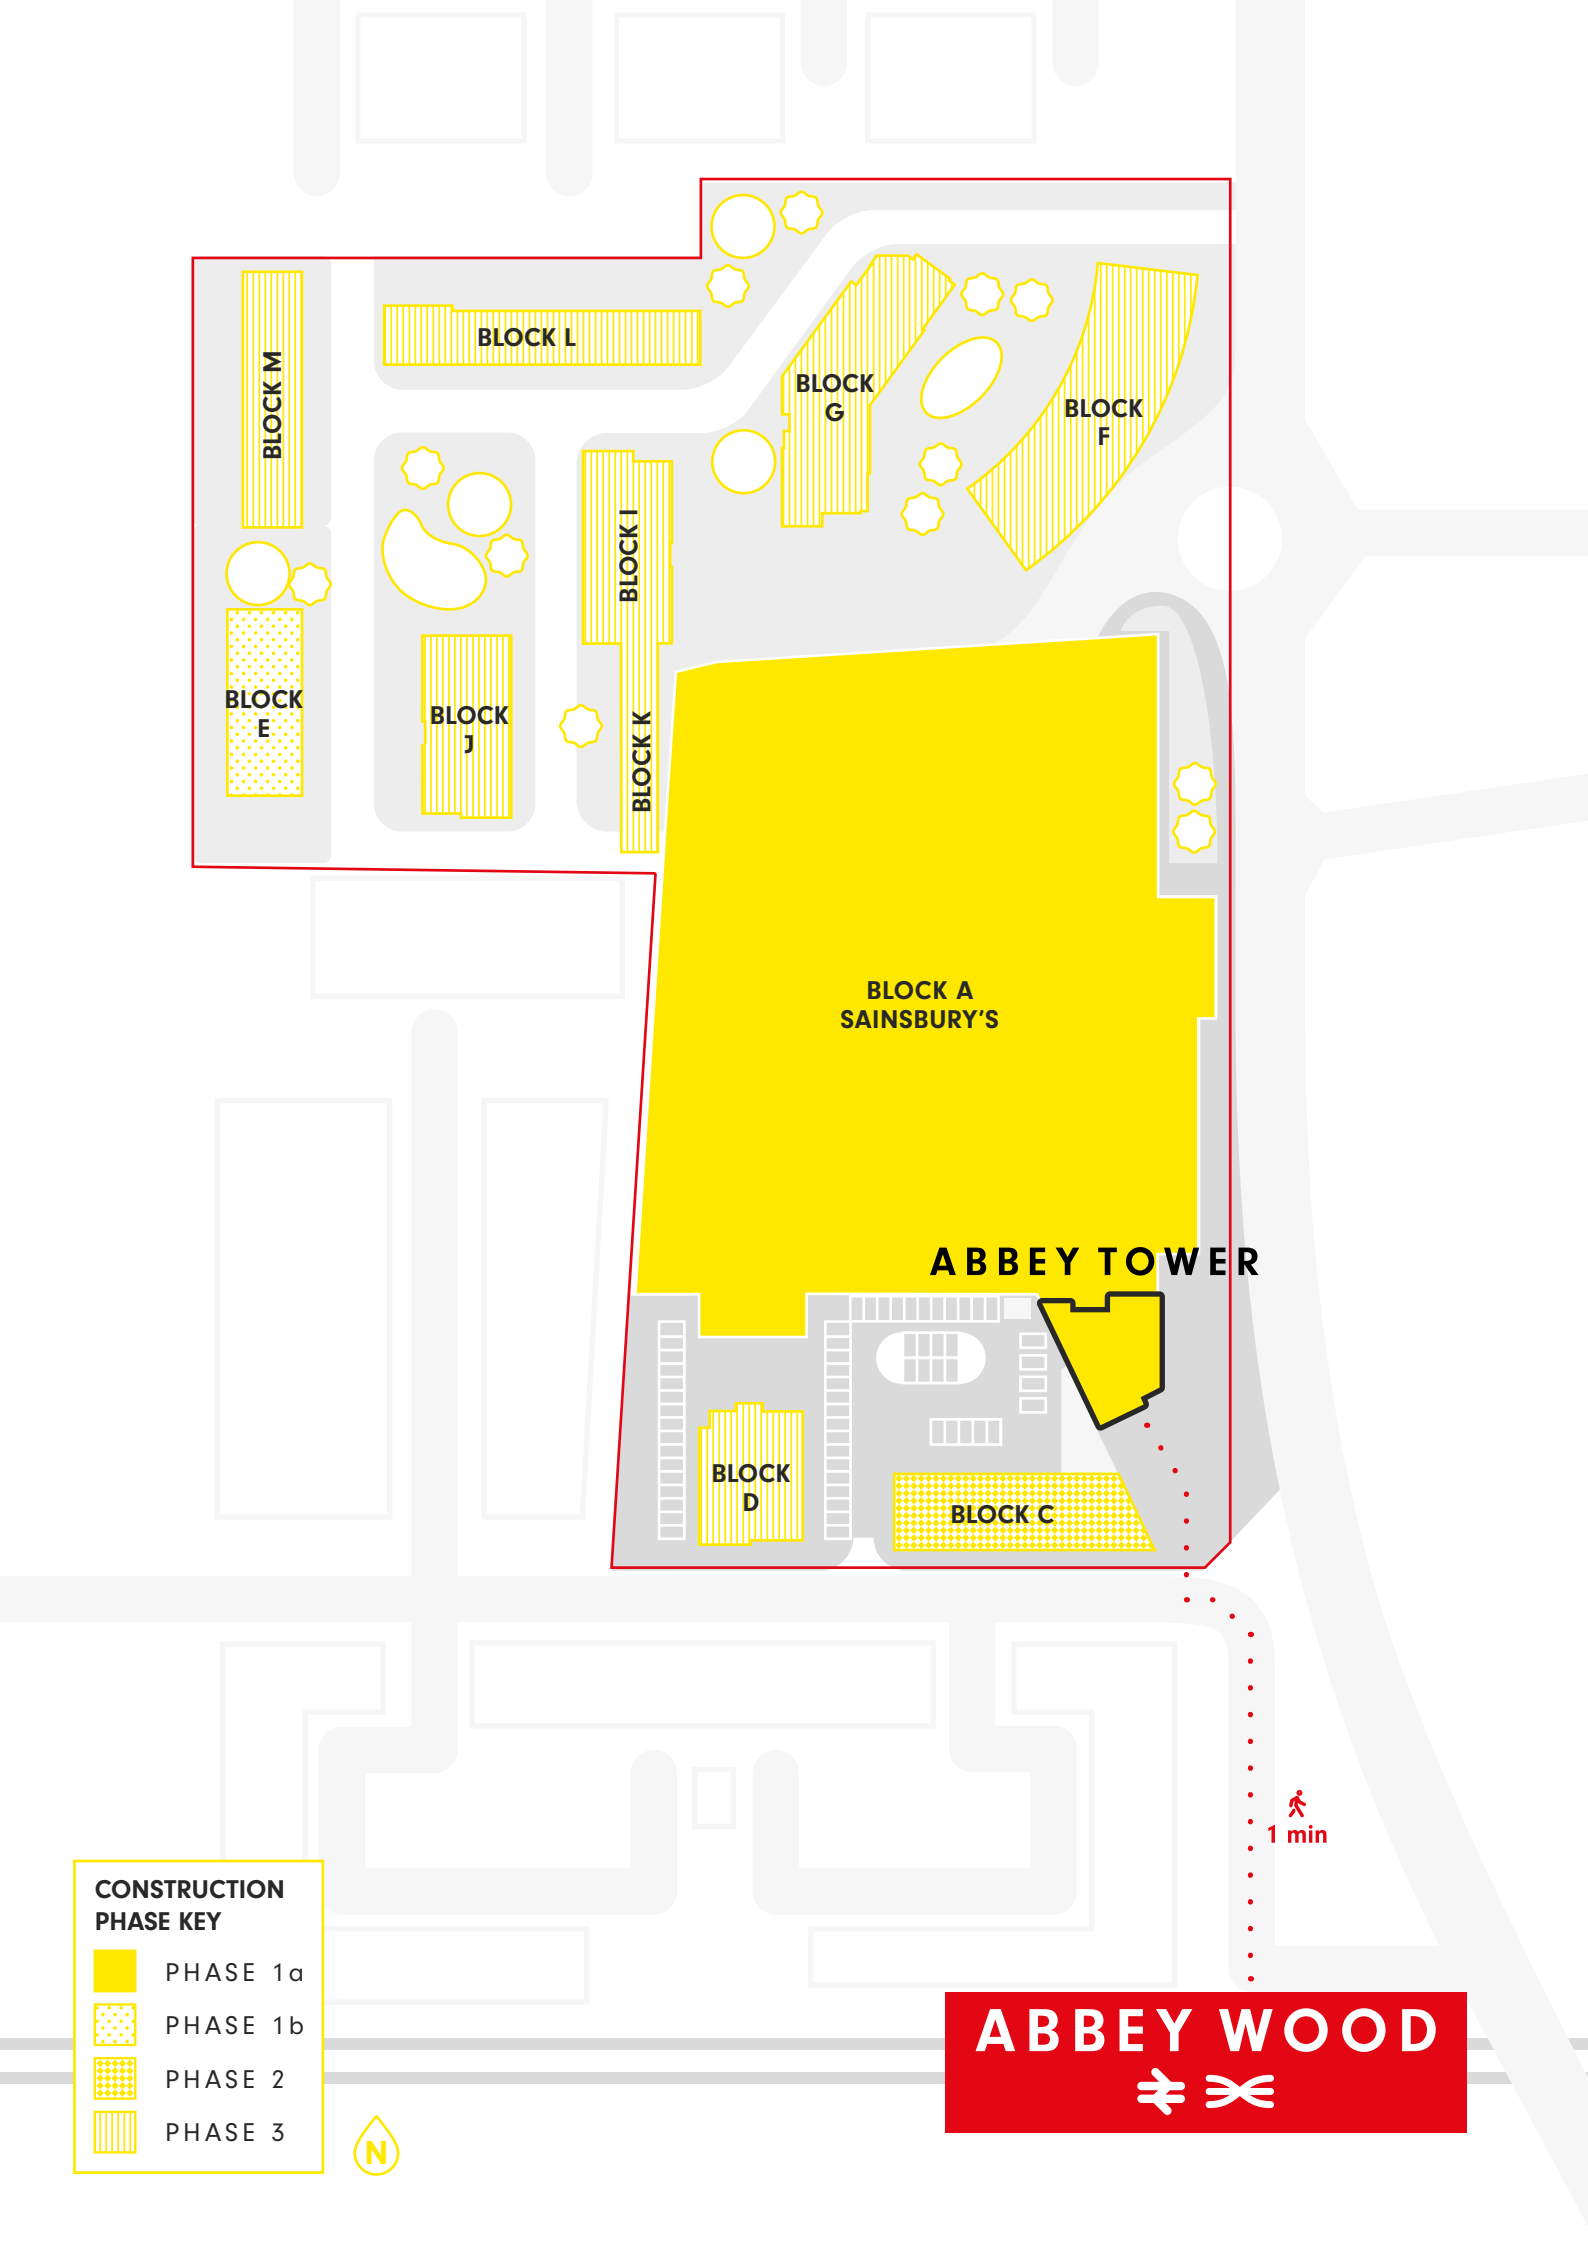 BLOCK M
BLOCK L
BLOCK
G
BLOCK
F
BLOCK I
BLOCK
E
BLOCK
J
BLOCK K
BLOCK A
SAINSBURY’S
ABBEY TOWER
BLOCK
D
BLOCK C
1 min
CONSTRUCTION
PHASE KEY
PHASE 1a
PHASE 1b
PHASE 2
PHASE 3
N
ABBEY WOOD